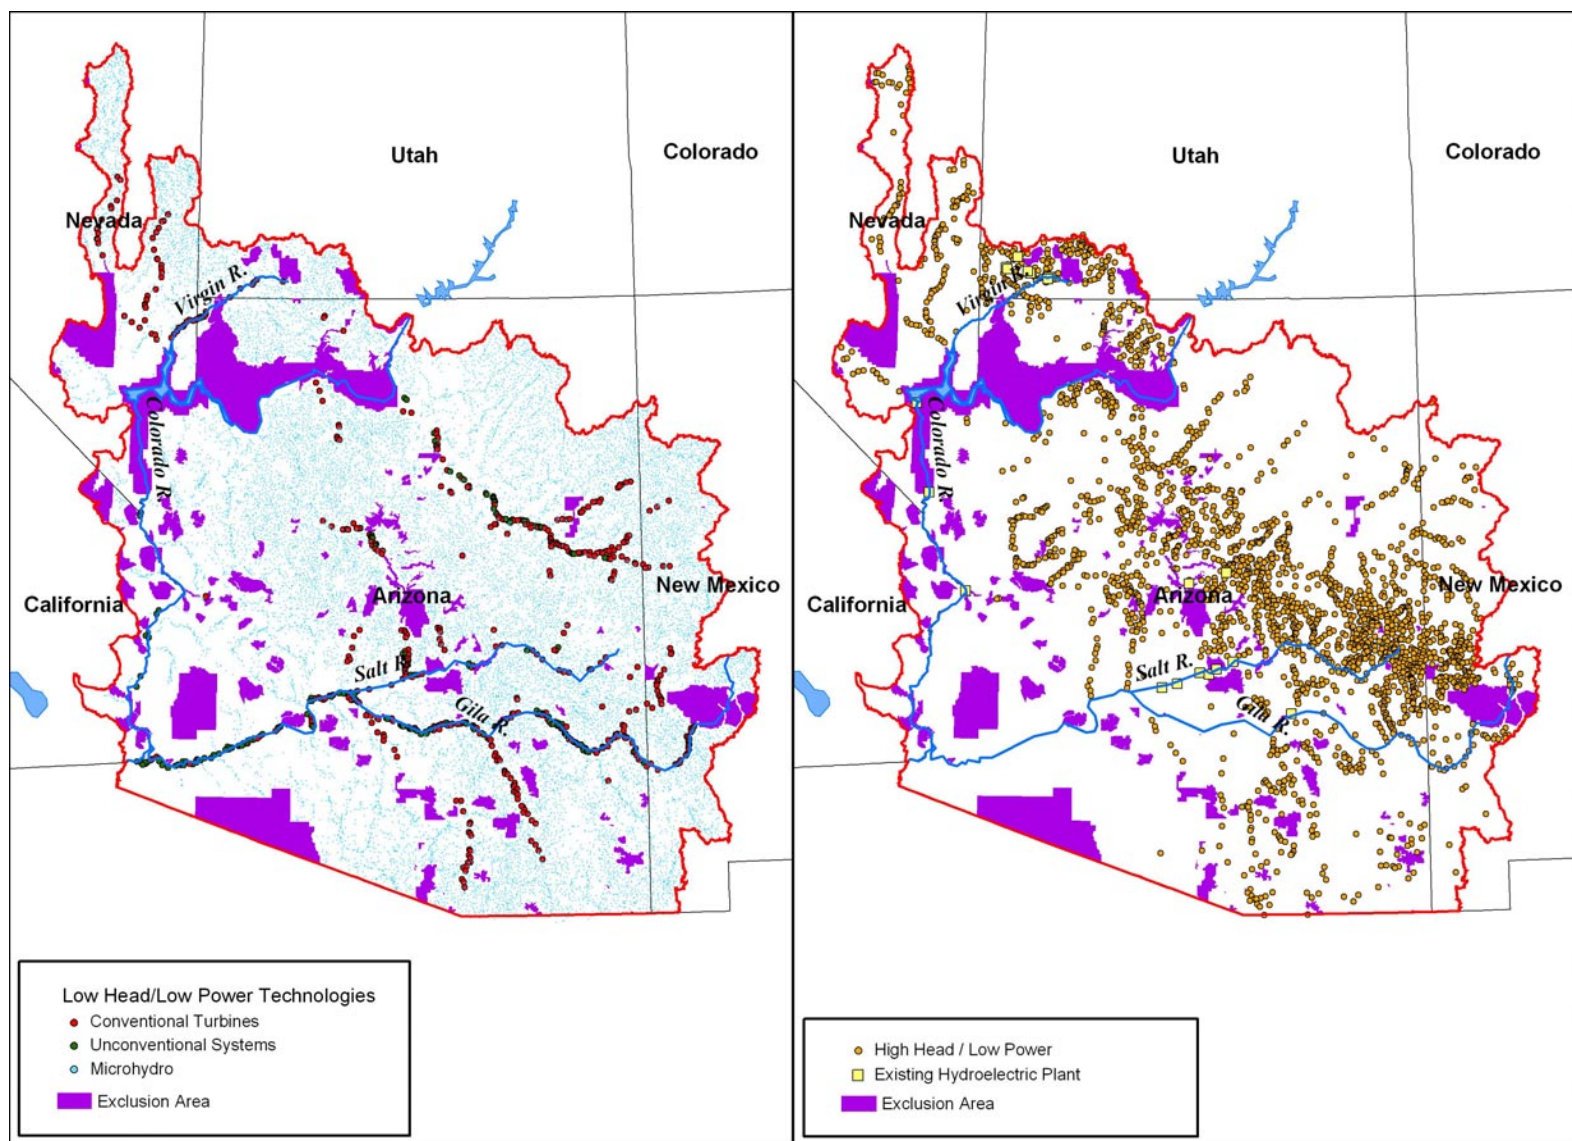 Utah
Colorado
Nevada
Virgin R.
Colorado R.
Arizona
New Mexico
California
Salt R.
Gila R.
Low Head/Low Power Technologies
Conventional Turbines
Unconventional Systems
Microhydro
Exclusion Area
Utah
Colorado
Nevada
Virgin R.
Colorado R.
Arizona
New Mexico
California
Salt R.
Gila R.
High Head / Low Power
Existing Hydroelectric Plant
Exclusion Area